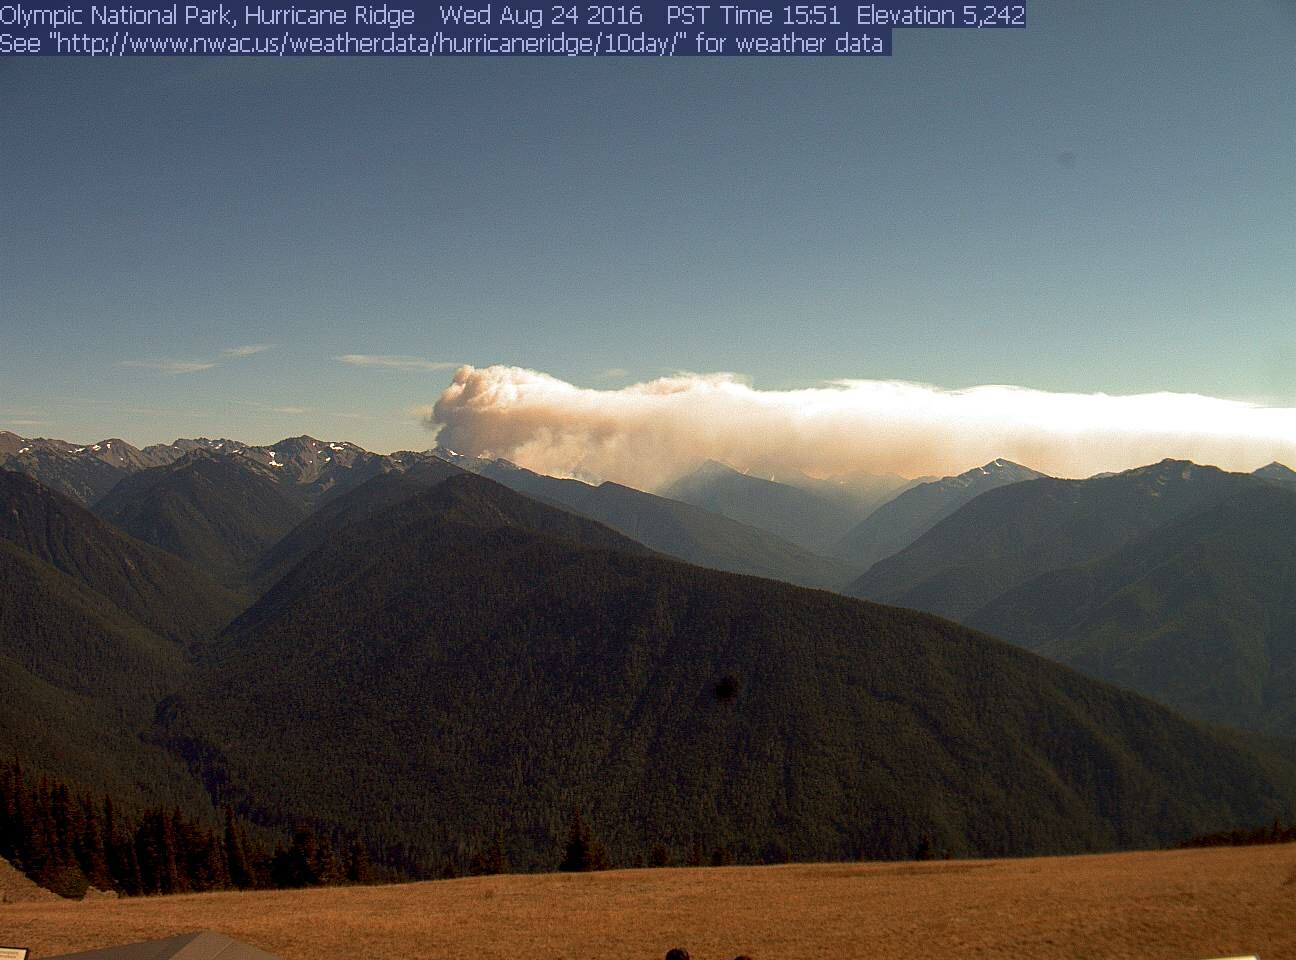 Olympic National Park, Hurricane Ridge   Wed Aug 24 2016   PST Time 15:51  Elevation 5,242
See "http://www.nwac.us/weatherdata/hurricaneridge/10day/" for weather data